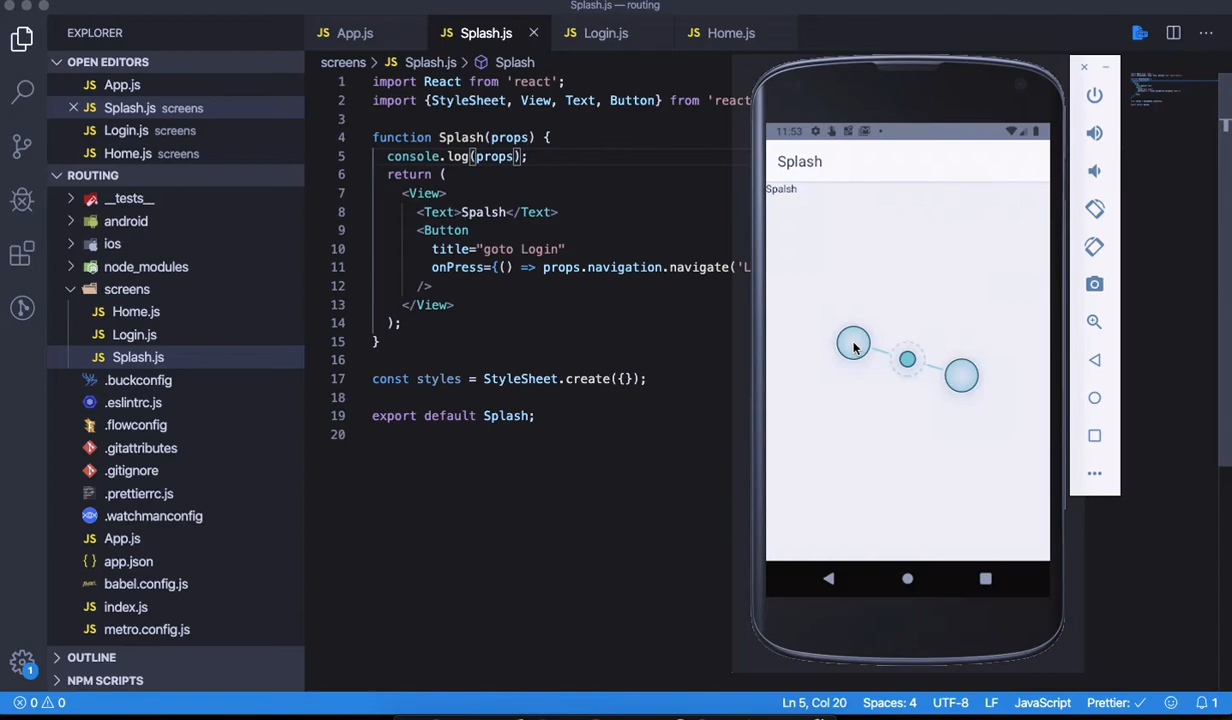 Splash.js — routing
EXPLORER
OPEN EDITORS
JS App.js
JS Splash.js screens
JS Login.js screens
JS Home.js screens
ROUTING
__tests__
android
ios
node_modules
screens
JS Home.js
JS Login.js
JS Splash.js
.buckconfig
.eslintrc.js
.flowconfig
.gitattributes
.gitignore
.prettierrc.js
.watchmanconfig
JS App.js
app.json
babel.config.js
JS index.js
JS metro.config.js
OUTLINE
NPM SCRIPTS
JS App.js
JS Splash.js
JS Login.js
JS Home.js
screens > JS Splash.js > Splash
1 import React from 'react';
2 import {StyleSheet, View, Text, Button} from 'reac
3
4 function Splash(props) {
5 console.log(props);
6 return (
7 <View>
8 <Text>Spalsh</Text>
9 <Button
10 title="goto Login"
11 onPress={() => props.navigation.navigate('L
12 />
13 </View>
14 );
15 }
16
17 const styles = StyleSheet.create({});
18
19 export default Splash;
20
11:53
Splash
Spalsh
1
0 0
Ln 5, Col 20
Spaces: 4
UTF-8
LF
JavaScript
Prettier: ✓
1